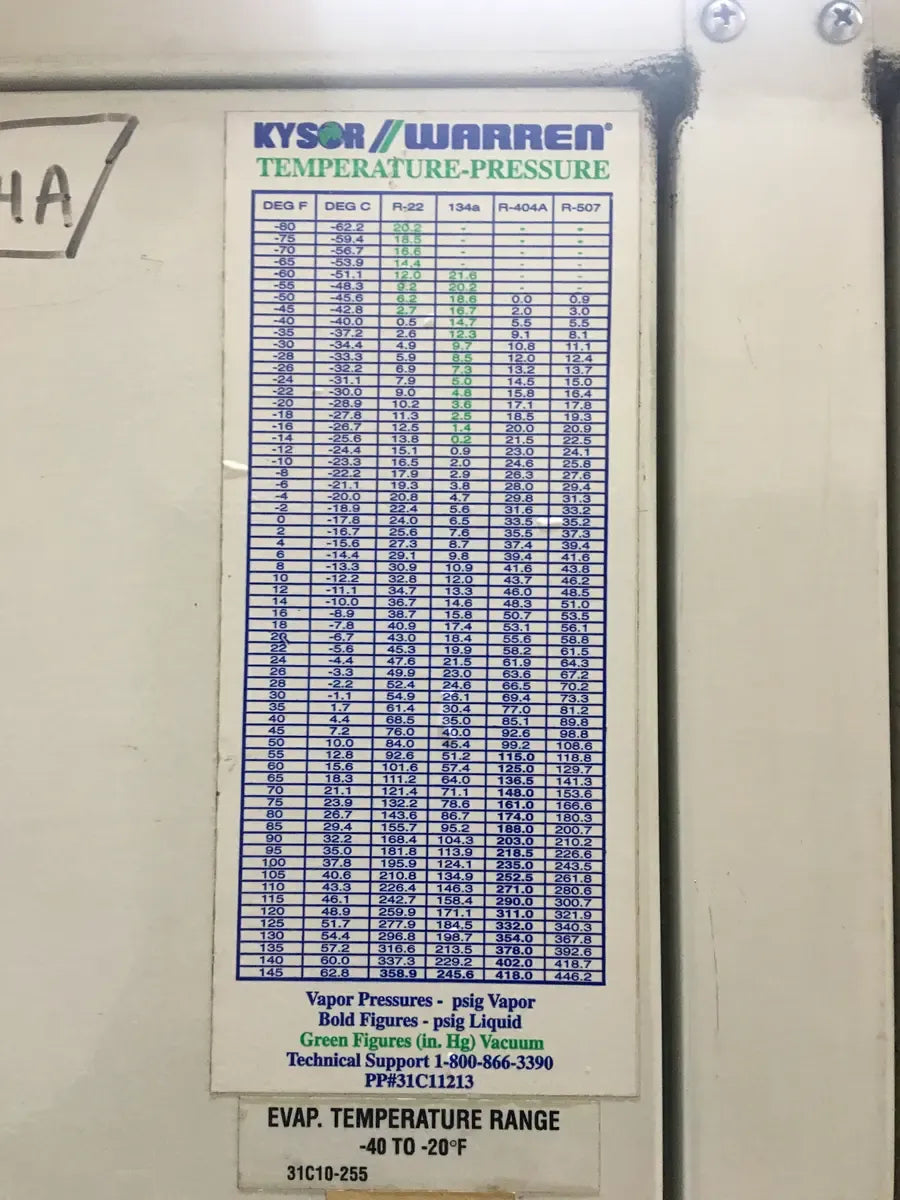 4A
KYSOR//WARREN®
TEMPERATURE-PRESSURE
DEG F DEG C R-22 134a R-404A R-507
-80 -62.2 20.2 - - -
-75 -59.4 18.5 - - -
-70 -56.7 16.6 - - -
-65 -53.9 14.4 - - -
-60 -51.1 12.0 21.6 - -
-55 -48.3 9.2 20.2 - -
-50 -45.6 6.2 18.6 0.0 0.9
-45 -42.8 2.7 16.7 2.0 3.0
-40 -40.0 0.5 14.7 5.5 5.5
-35 -37.2 2.6 12.3 9.1 8.1
-30 -34.4 4.9 9.7 10.8 11.1
-28 -33.3 5.9 8.5 12.0 12.4
-26 -32.2 6.9 7.3 13.2 13.7
-24 -31.1 7.9 5.0 14.5 15.0
-22 -30.0 9.0 4.8 15.8 16.4
-20 -28.9 10.2 3.6 17.1 17.8
-18 -27.8 11.3 2.5 18.5 19.3
-16 -26.7 12.5 1.4 20.0 20.9
-14 -25.6 13.8 0.2 21.5 22.5
-12 -24.4 15.1 0.9 23.0 24.1
-10 -23.3 16.5 2.0 24.6 25.8
-8 -22.2 17.9 2.9 26.3 27.6
-6 -21.1 19.3 3.8 28.0 29.4
-4 -20.0 20.8 4.7 29.8 31.3
-2 -18.9 22.4 5.6 31.6 33.2
0 -17.8 24.0 6.5 33.5 35.2
2 -16.7 25.6 7.6 35.5 37.3
4 -15.6 27.3 8.7 37.4 39.4
6 -14.4 29.1 9.8 39.4 41.6
8 -13.3 30.9 10.9 41.6 43.8
10 -12.2 32.8 12.0 43.7 46.2
12 -11.1 34.7 13.3 46.0 48.5
14 -10.0 36.7 14.6 48.3 51.0
16 -8.9 38.7 15.8 50.7 53.5
18 -7.8 40.9 17.4 53.1 56.1
20 -6.7 43.0 18.4 55.6 58.8
22 -5.6 45.3 19.9 58.2 61.5
24 -4.4 47.6 21.5 61.9 64.3
26 -3.3 49.9 23.0 63.6 67.2
28 -2.2 52.4 24.6 66.5 70.2
30 -1.1 54.9 26.1 69.4 73.3
35 1.7 61.4 30.4 77.0 81.2
40 4.4 68.5 35.0 85.1 89.8
45 7.2 76.0 40.0 92.6 98.8
50 10.0 84.0 45.4 99.2 108.6
55 12.8 92.6 51.2 115.0 118.8
60 15.6 101.6 57.4 125.0 129.7
65 18.3 111.2 64.0 136.5 141.3
70 21.1 121.4 71.1 148.0 153.6
75 23.9 132.2 78.6 161.0 166.6
80 26.7 143.6 86.7 174.0 180.3
85 29.4 155.7 95.2 188.0 200.7
90 32.2 168.4 104.3 203.0 210.2
95 35.0 181.8 113.9 218.5 226.6
100 37.8 195.9 124.1 235.0 243.5
105 40.6 210.8 134.9 252.5 261.8
110 43.3 226.4 146.3 271.0 280.6
115 46.1 242.7 158.4 290.0 300.7
120 48.9 259.9 171.1 311.0 321.9
125 51.7 277.9 184.5 332.0 340.3
130 54.4 296.8 198.7 354.0 367.8
135 57.2 316.6 213.5 378.0 392.6
140 60.0 337.3 229.2 402.0 418.7
145 62.8 358.9 245.6 418.0 446.2
Vapor Pressures - psig Vapor
Bold Figures - psig Liquid
Green Figures (in. Hg) Vacuum
Technical Support 1-800-866-3390
PP#31C11213
EVAP. TEMPERATURE RANGE
-40 TO -20°F
31C10-255